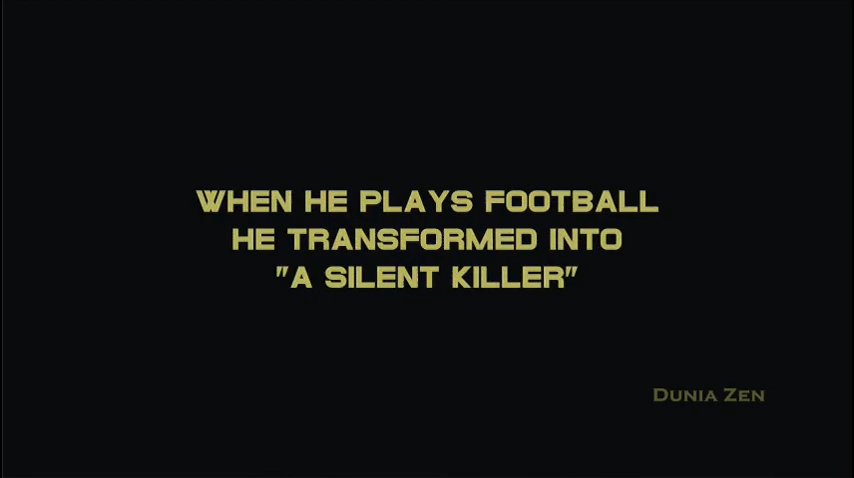 WHEN HE PLAYS FOOTBALL
HE TRANSFORMED INTO
"A SILENT KILLER"
DUNIA ZEN